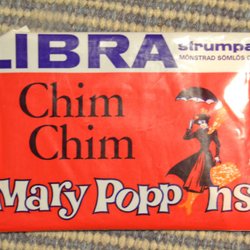 LIBRA strumpa
MÖNSTRAD SÖMLÖS
Chim
Chim
Mary Popp ns